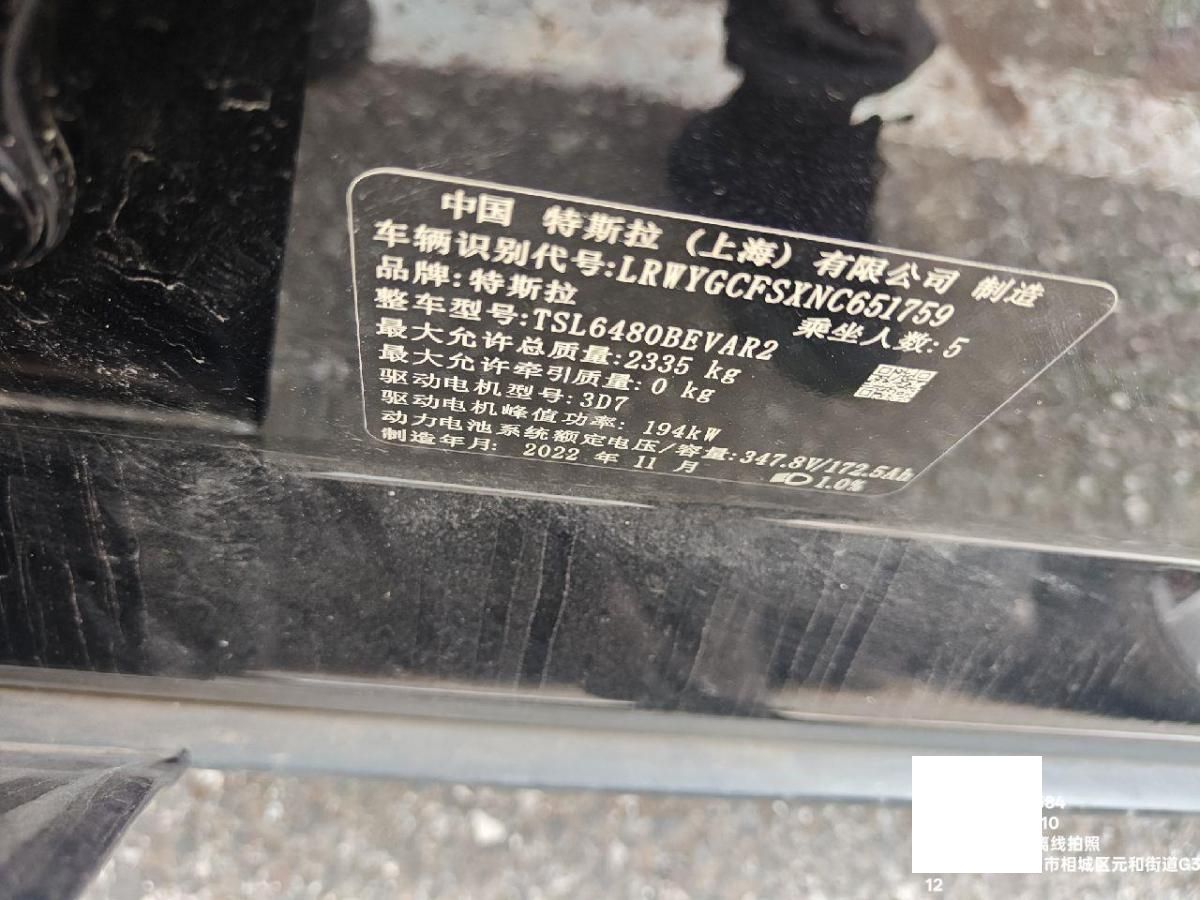 中国 特斯拉 (上海) 有限公司 制造
车辆识别代号:LRWYGCFSXNC651759
品牌:特斯拉 乘坐人数:5
整车型号:TSL6480BEVAR2
最大允许总质量:2335 kg
最大允许牵引质量: 0 kg
驱动电机型号:3D7
驱动电机峰值功率: 194kW
动力电池系统额定电压/容量:347.8V/172.5Ah
制造年月: 2022 年 11 月 1.0%
84
10
离线拍照
市相城区元和街道G3
12